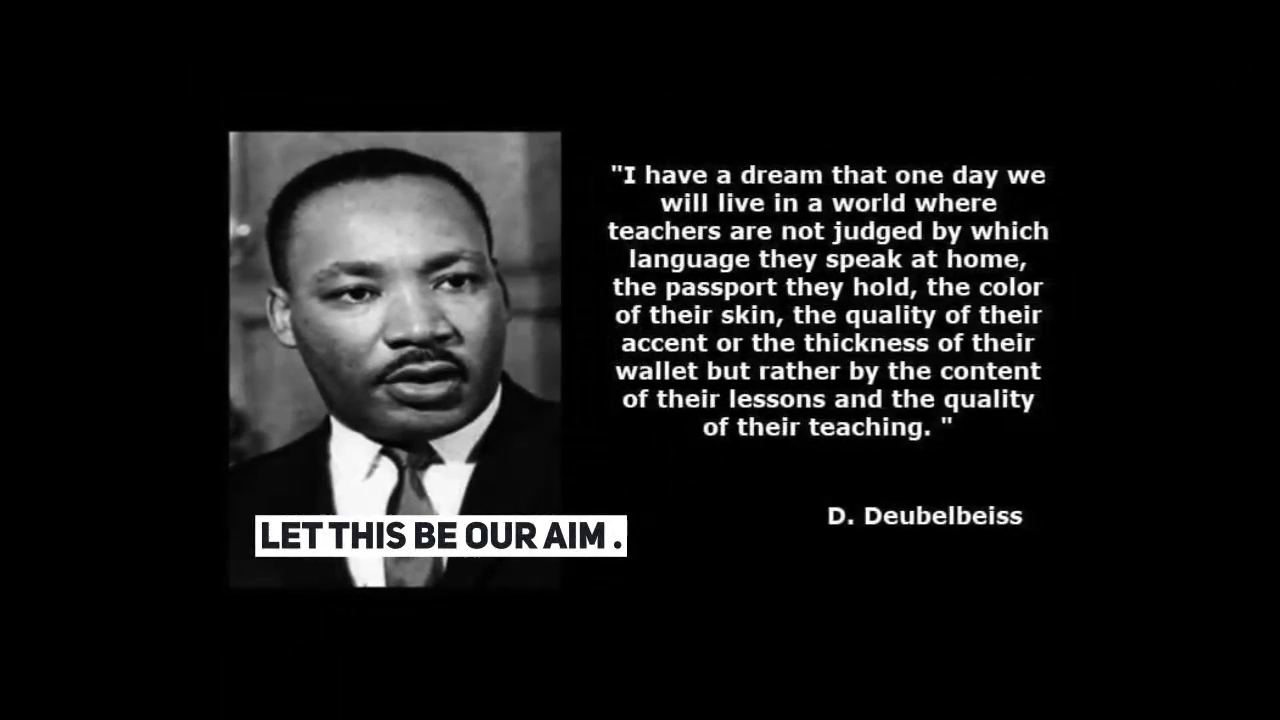 "I have a dream that one day we
will live in a world where
teachers are not judged by which
language they speak at home,
the passport they hold, the color
of their skin, the quality of their
accent or the thickness of their
wallet but rather by the content
of their lessons and the quality
of their teaching. "
D. Deubelbeiss
LET THIS BE OUR AIM .